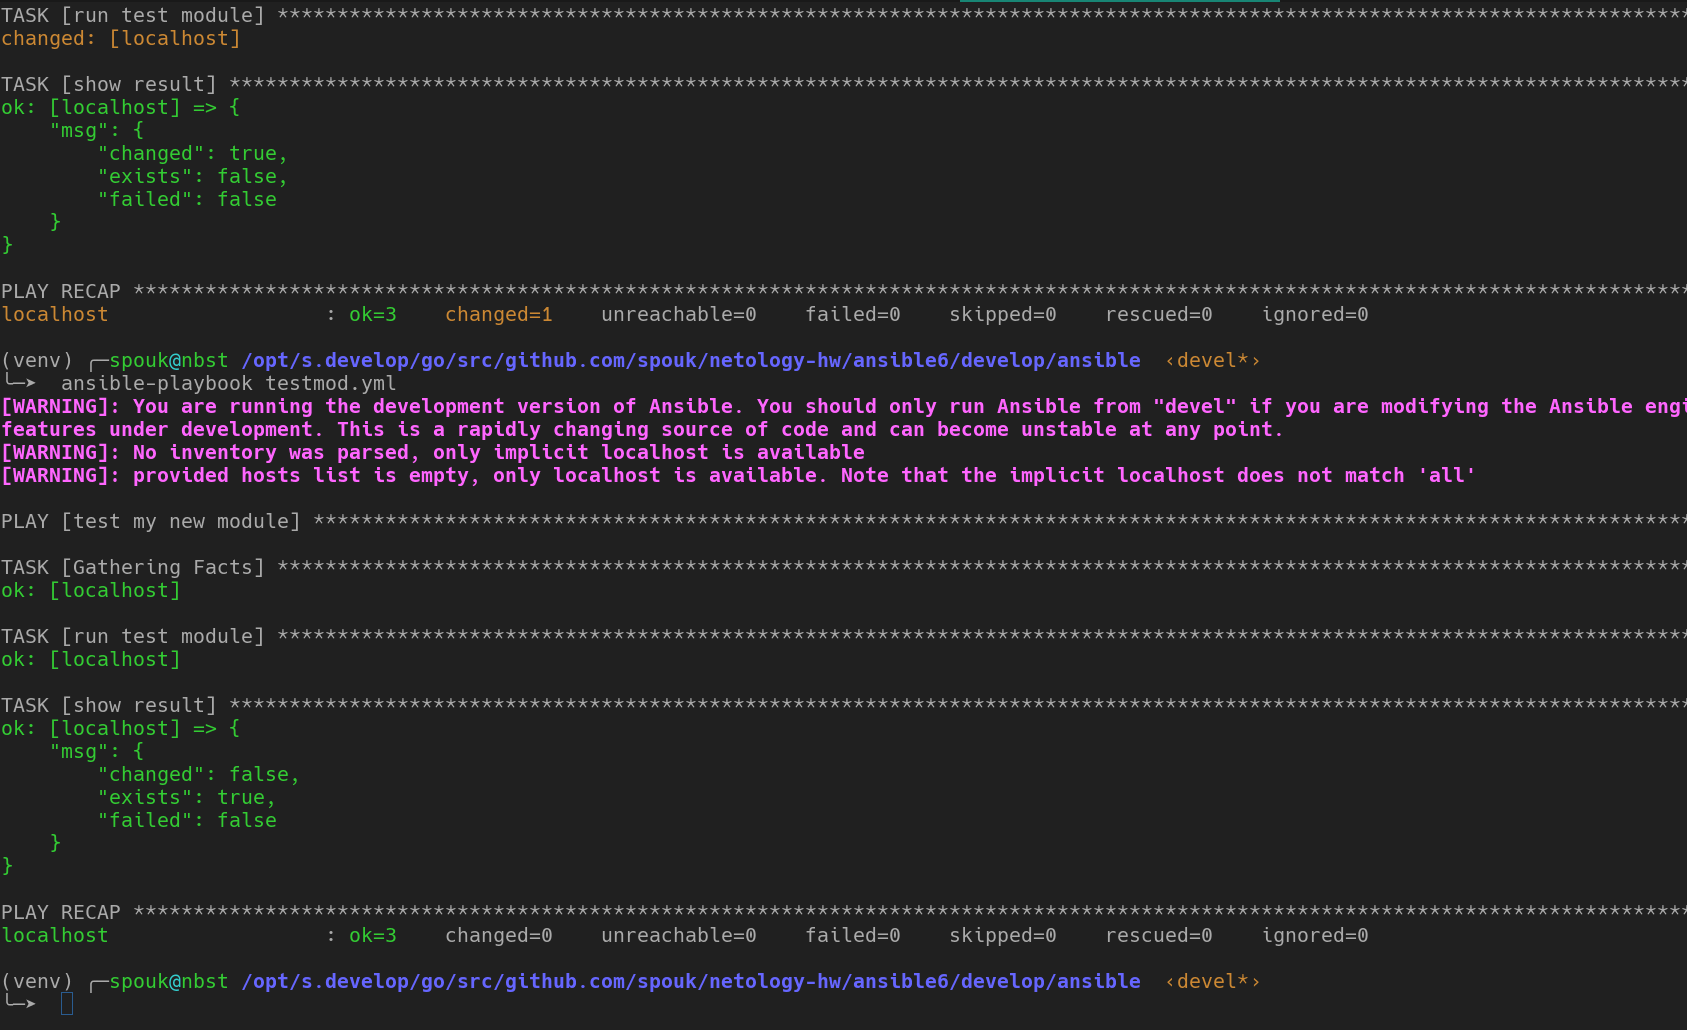 TASK [run test module] *********************************************************************************************************************
changed: [localhost]
TASK [show result] *************************************************************************************************************************
ok: [localhost] => {
    "msg": {
        "changed": true,
        "exists": false,
        "failed": false
    }
}
PLAY RECAP *********************************************************************************************************************************
localhost                  : ok=3    changed=1    unreachable=0    failed=0    skipped=0    rescued=0    ignored=0
(venv) ╭─spouk@nbst /opt/s.develop/go/src/github.com/spouk/netology-hw/ansible6/develop/ansible  ‹devel*›
╰─➤  ansible-playbook testmod.yml
[WARNING]: You are running the development version of Ansible. You should only run Ansible from "devel" if you are modifying the Ansible engi
features under development. This is a rapidly changing source of code and can become unstable at any point.
[WARNING]: No inventory was parsed, only implicit localhost is available
[WARNING]: provided hosts list is empty, only localhost is available. Note that the implicit localhost does not match 'all'
PLAY [test my new module] ******************************************************************************************************************
TASK [Gathering Facts] *********************************************************************************************************************
ok: [localhost]
TASK [run test module] *********************************************************************************************************************
ok: [localhost]
TASK [show result] *************************************************************************************************************************
ok: [localhost] => {
    "msg": {
        "changed": false,
        "exists": true,
        "failed": false
    }
}
PLAY RECAP *********************************************************************************************************************************
localhost                  : ok=3    changed=0    unreachable=0    failed=0    skipped=0    rescued=0    ignored=0
(venv) ╭─spouk@nbst /opt/s.develop/go/src/github.com/spouk/netology-hw/ansible6/develop/ansible  ‹devel*›
╰─➤